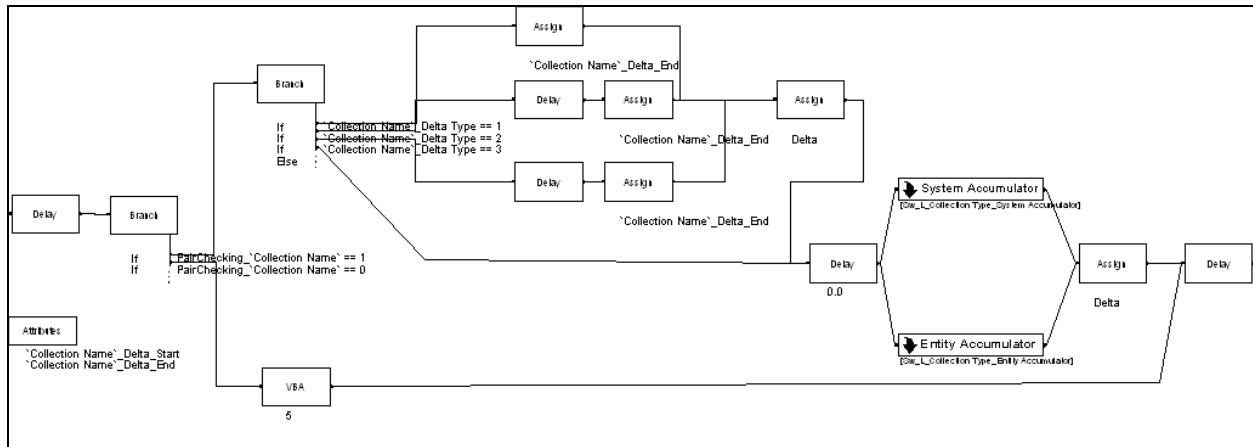 Assign
`Collection Name`_Delta_End
Branch
If `Collection Name`_Delta Type == 1
If `Collection Name`_Delta Type == 2
If `Collection Name`_Delta Type == 3
Else
Delay
Assign
`Collection Name`_Delta_End
Assign
Delta
Delay
Assign
`Collection Name`_Delta_End
Delay
Branch
If PairChecking_`Collection Name` == 1
If PairChecking_`Collection Name` == 0
System Accumulator
[Sw_L_Collection Type_System Accumulator]
Delay
0.0
Assign
Delta
Delay
Entity Accumulator
[Sw_L_Collection Type_Entity Accumulator]
Attributes
`Collection Name`_Delta_Start
`Collection Name`_Delta_End
VBA
5